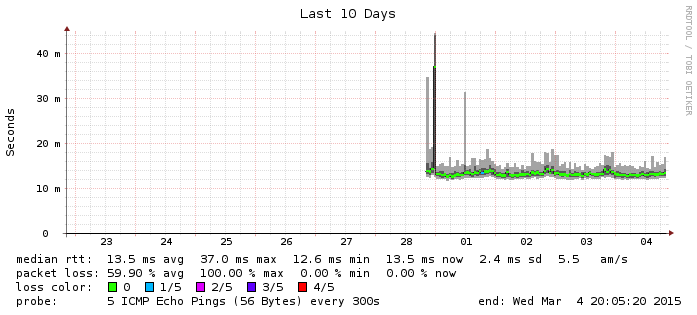 Last 10 Days
RRDTOOL / TOBI OETIKER
Seconds
40 m
30 m
20 m
10 m
0
23 24 25 26 27 28 01 02 03 04
median rtt: 13.5 ms avg 37.0 ms max 12.6 ms min 13.5 ms now 2.4 ms sd 5.5 am/s
packet loss: 59.90 % avg 100.00 % max 0.00 % min 0.00 % now
loss color: 0 1/5 2/5 3/5 4/5
probe: 5 ICMP Echo Pings (56 Bytes) every 300s end: Wed Mar 4 20:05:20 2015